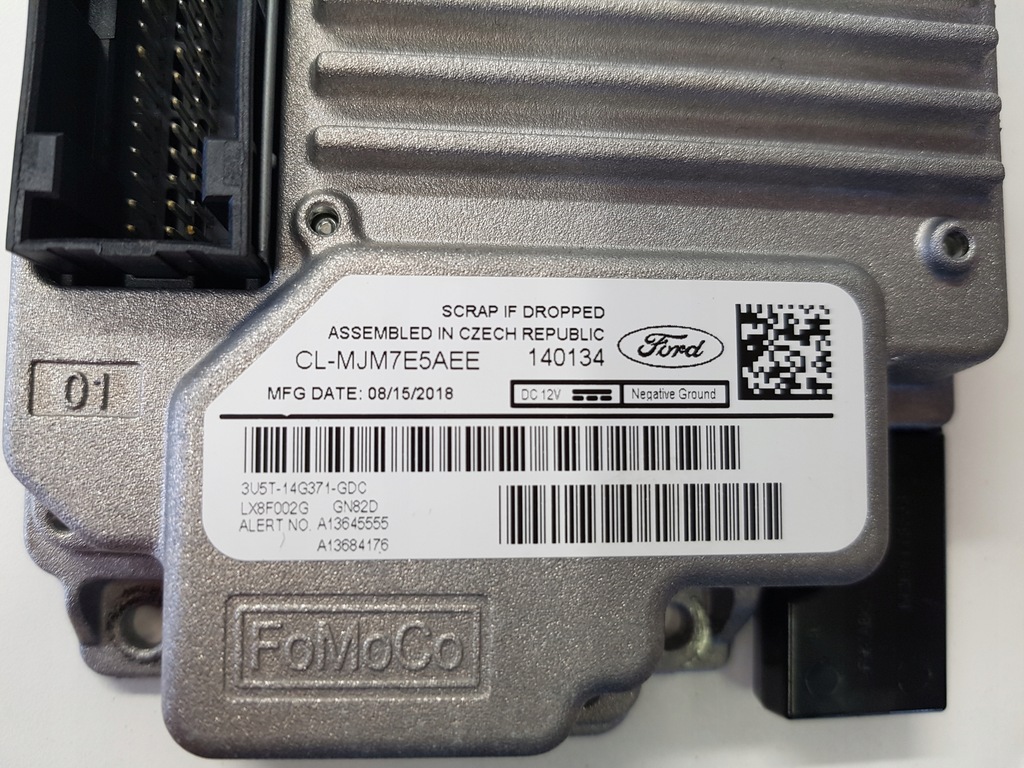 SCRAP IF DROPPED
ASSEMBLED IN CZECH REPUBLIC
CL-MJM7E5AEE 140134
Ford
MFG DATE: 08/15/2018
DC 12V Negative Ground
01
3U5T-14G371-GDC
LX8F002G GN82D
ALERT NO. A13645555
A13684176
FoMoCo